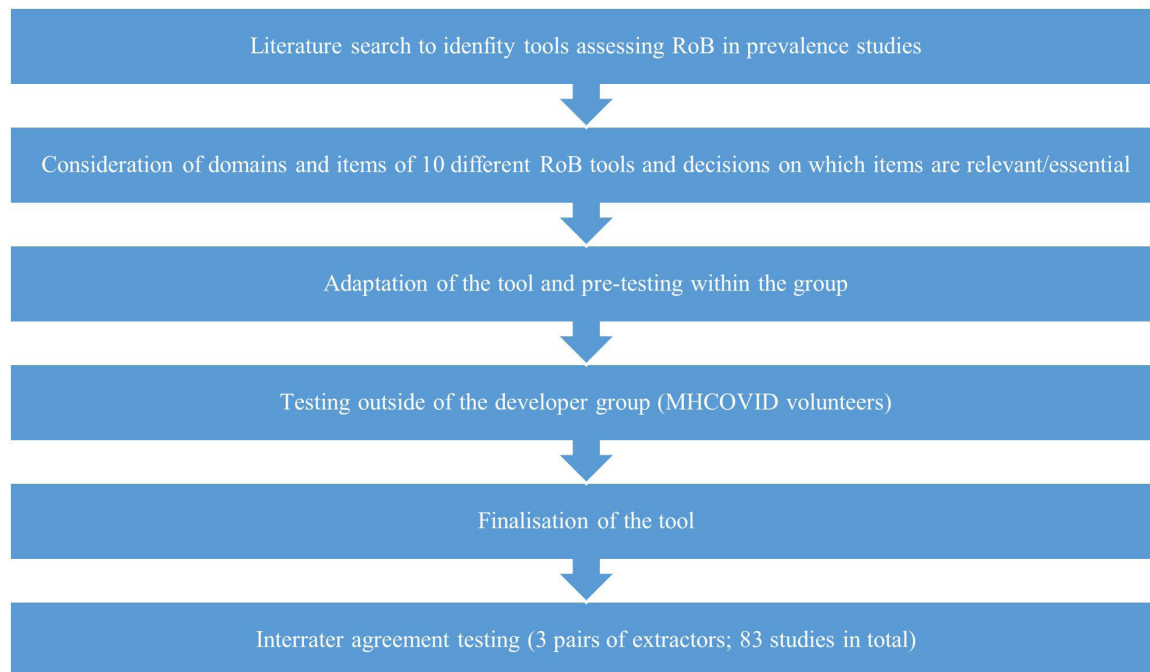 Literature search to idenfity tools assessing RoB in prevalence studies
Consideration of domains and items of 10 different RoB tools and decisions on which items are relevant/essential
Adaptation of the tool and pre-testing within the group
Testing outside of the developer group (MHCOVID volunteers)
Finalisation of the tool
Interrater agreement testing (3 pairs of extractors; 83 studies in total)